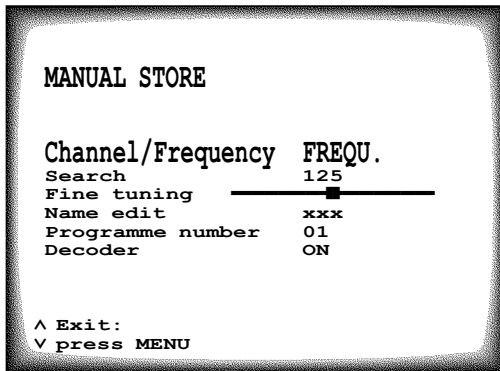 MANUAL STORE
Channel/Frequency FREQU.
Search 125
Fine tuning
Name edit xxx
Programme number 01
Decoder ON
∧ Exit:
∨ press MENU